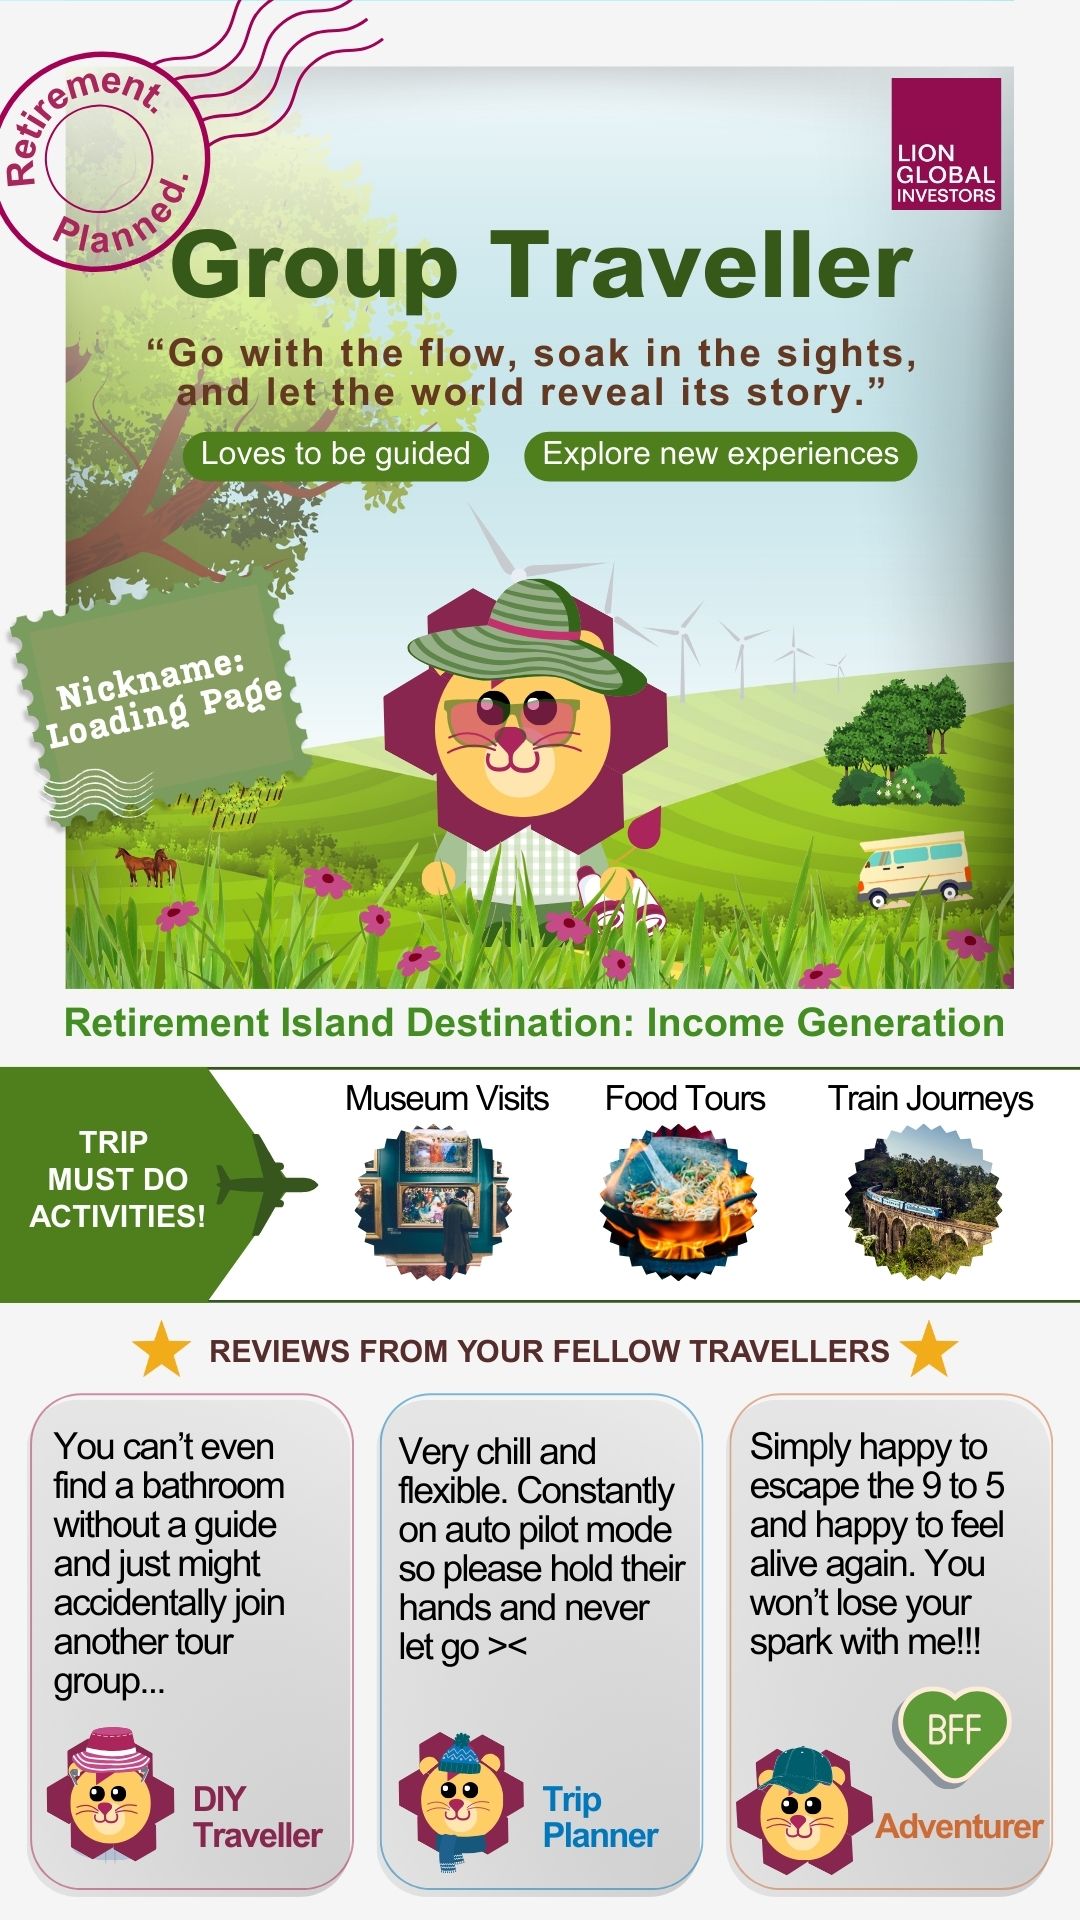 Retirement.
Planned.
LION
GLOBAL
INVESTORS
Group Traveller
“Go with the flow, soak in the sights,
and let the world reveal its story.”
Loves to be guided
Explore new experiences
Nickname:
Loading Page
Retirement Island Destination: Income Generation
TRIP
MUST DO
ACTIVITIES!
Museum Visits
Food Tours
Train Journeys
REVIEWS FROM YOUR FELLOW TRAVELLERS
You can’t even
find a bathroom
without a guide
and just might
accidentally join
another tour
group...
DIY
Traveller
Very chill and
flexible. Constantly
on auto pilot mode
so please hold their
hands and never
let go ><
Trip
Planner
Simply happy to
escape the 9 to 5
and happy to feel
alive again. You
won’t lose your
spark with me!!!
BFF
Adventurer